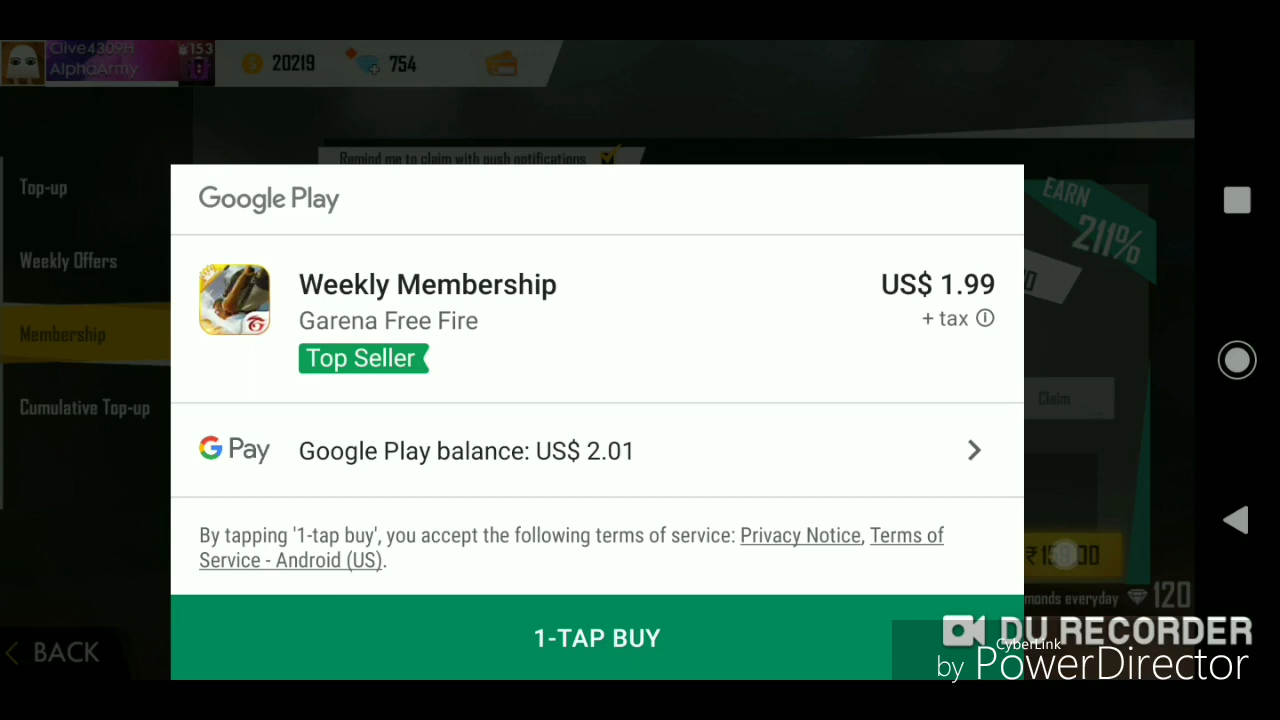 Clive4309B
153
AlphaArmy
20219
754
Remind me to claim with push notifications
Top-up
Weekly Offers
Membership
Cumulative Top-up
BACK
EARN
211%
Claim
monds everyday
120
Google Play
Weekly Membership
US$ 1.99
Garena Free Fire
+ tax
Top Seller
G Pay
Google Play balance: US$ 2.01
By tapping '1-tap buy', you accept the following terms of service: Privacy Notice, Terms of
Service - Android (US).
1-TAP BUY
DU RECORDER
CyberLink
by PowerDirector